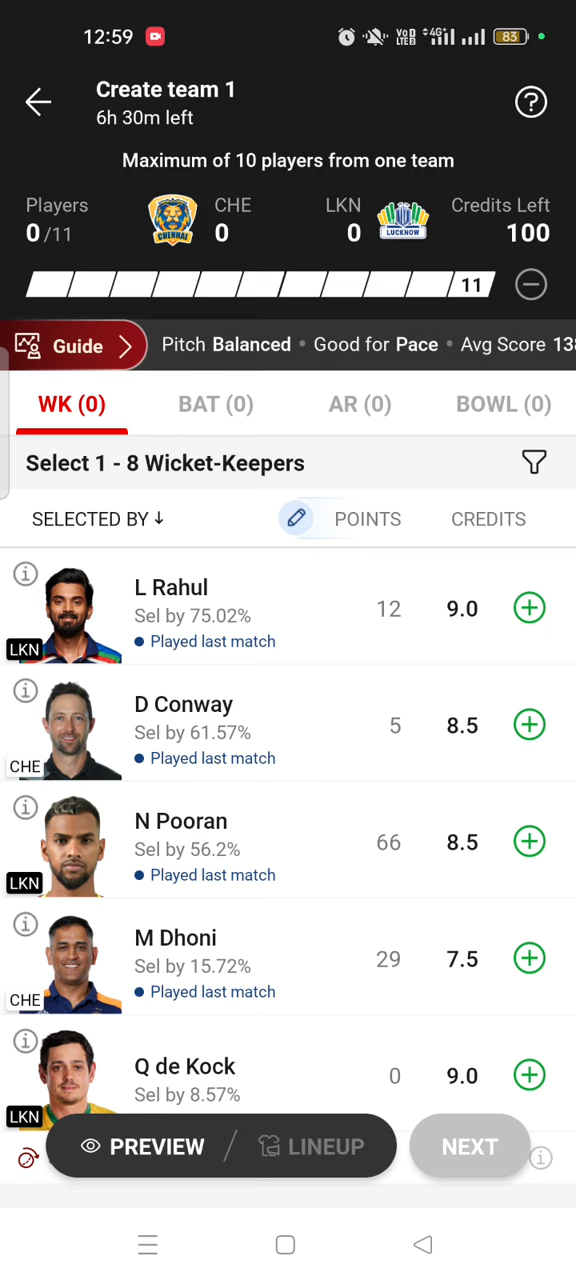 12:59
VoD LTE2 4G 83
Create team 1
6h 30m left
Maximum of 10 players from one team
Players CHE LKN Credits Left
0/11 CHENNAI 0 0 LUCKNOW 100
11
Guide Pitch Balanced • Good for Pace • Avg Score 138
WK (0) BAT (0) AR (0) BOWL (0)
Select 1 - 8 Wicket-Keepers
SELECTED BY ↓ POINTS CREDITS
L Rahul
Sel by 75.02% 12 9.0
LKN Played last match
D Conway
Sel by 61.57% 5 8.5
CHE Played last match
N Pooran
Sel by 56.2% 66 8.5
LKN Played last match
M Dhoni
Sel by 15.72% 29 7.5
CHE Played last match
Q de Kock
Sel by 8.57% 0 9.0
LKN
PREVIEW / LINEUP NEXT